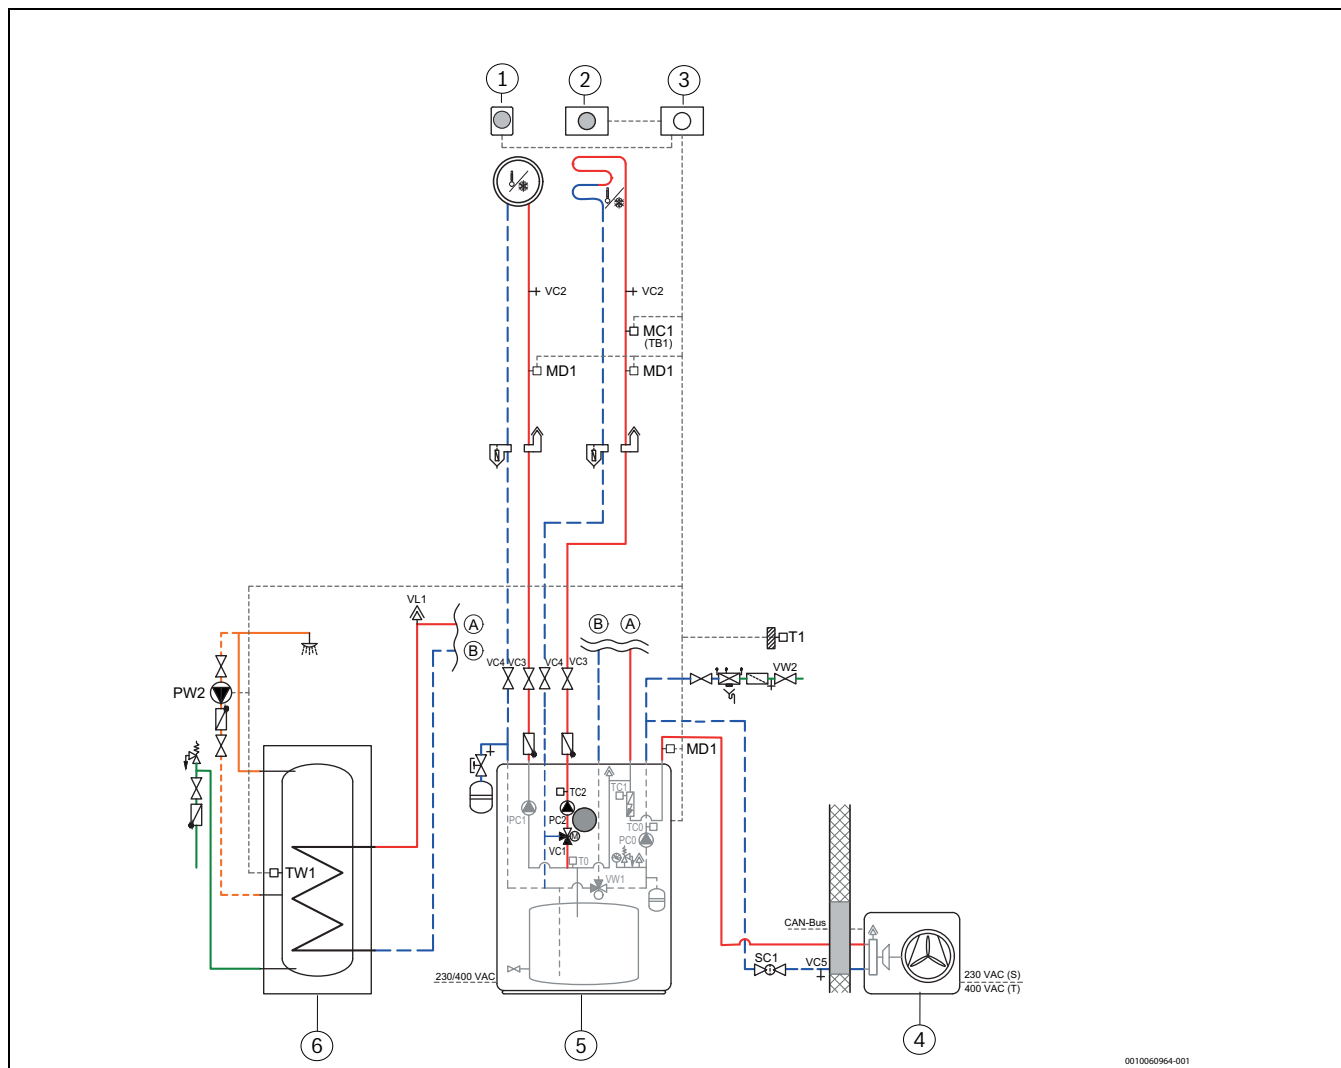 1
2
3
VC2
VC2
MC1
(TB1)
MD1
MD1
VL1
A
B
B
A
VC4
VC3
VC4
VC3
T1
VW2
PW2
MD1
TC2
TC1
PC1
PC2
TC0
PC0
M
VC1
T0
TW1
VW1
CAN-Bus
SC1
VC5
230/400 VAC
230 VAC (S)
400 VAC (T)
6
5
4
0010060964-001